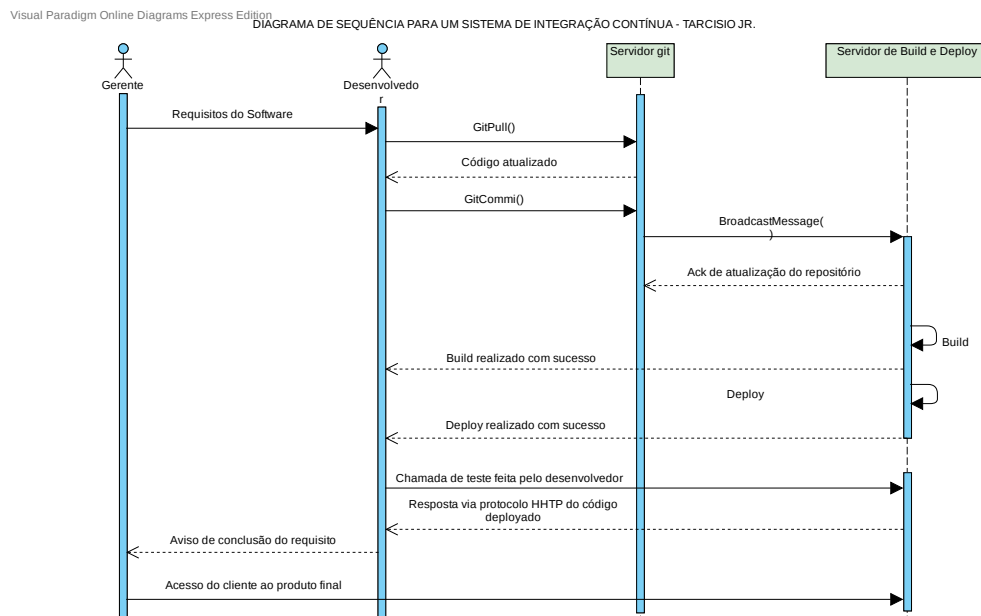 Visual Paradigm Online Diagrams Express Edition
DIAGRAMA DE SEQUÊNCIA PARA UM SISTEMA DE INTEGRAÇÃO CONTÍNUA - TARCISIO JR.
Gerente
Desenvolvedo
r
Servidor git
Servidor de Build e Deploy
Requisitos do Software
GitPull()
Código atualizado
GitCommi()
BroadcastMessage(
)
Ack de atualização do repositório
Build
Build realizado com sucesso
Deploy
Deploy realizado com sucesso
Chamada de teste feita pelo desenvolvedor
Resposta via protocolo HHTP do código
deployado
Aviso de conclusão do requisito
Acesso do cliente ao produto final